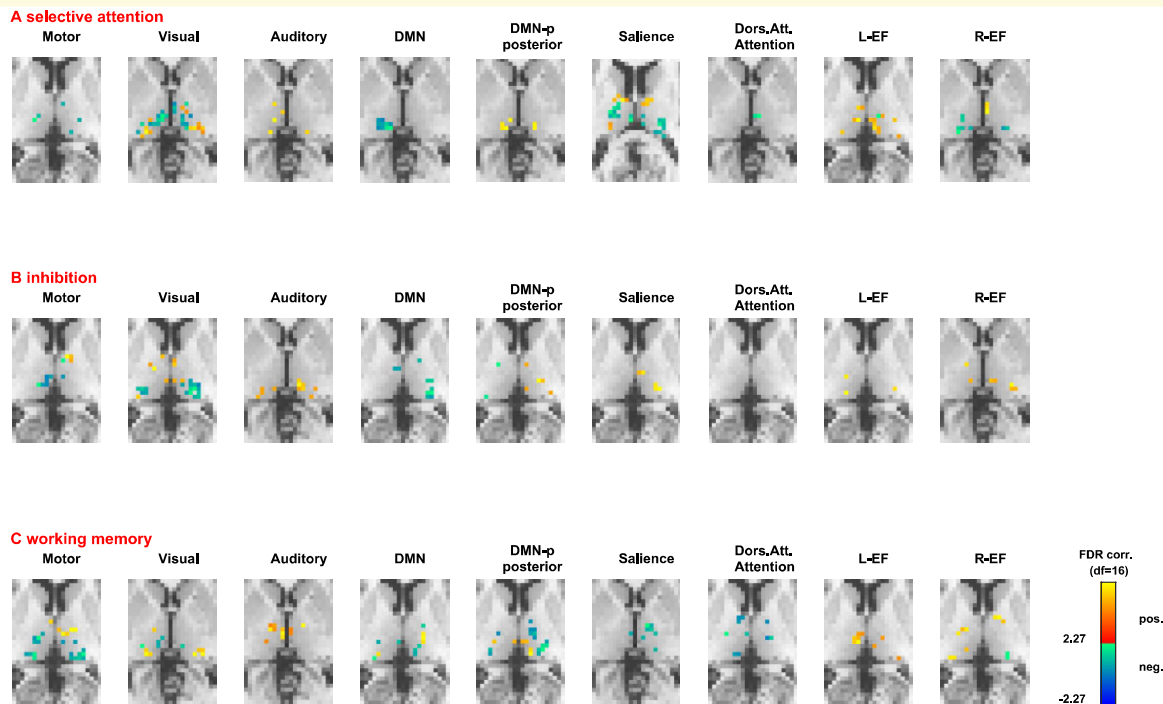 A selective attention
Motor Visual Auditory DMN DMN-p posterior Salience Dors.Att. Attention L-EF R-EF
B inhibition
Motor Visual Auditory DMN DMN-p posterior Salience Dors.Att. Attention L-EF R-EF
C working memory
Motor Visual Auditory DMN DMN-p posterior Salience Dors.Att. Attention L-EF R-EF
FDR corr.
(df=16)
pos.
2.27
neg.
-2.27